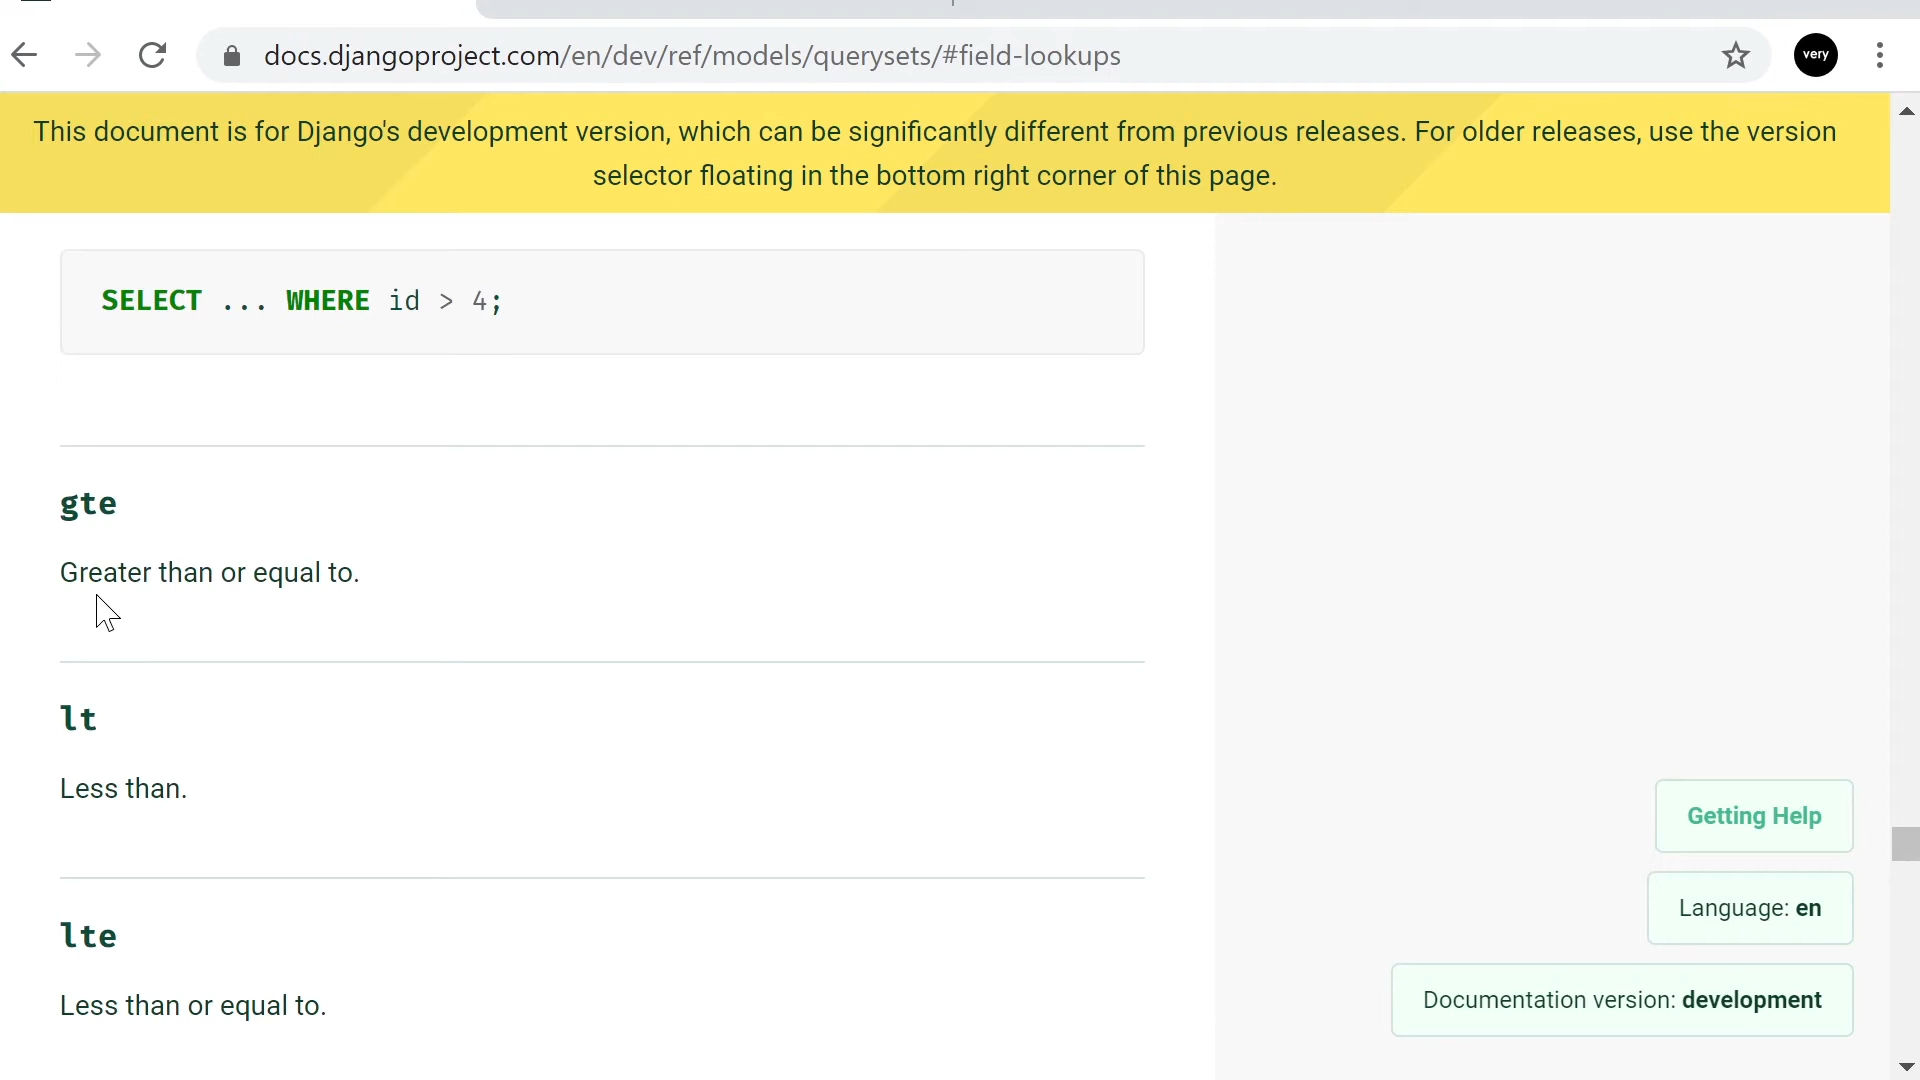 docs.djangoproject.com/en/dev/ref/models/querysets/#field-lookups
very
This document is for Django's development version, which can be significantly different from previous releases. For older releases, use the version
selector floating in the bottom right corner of this page.
SELECT ... WHERE id > 4;
gte
Greater than or equal to.
lt
Less than.
lte
Less than or equal to.
Getting Help
Language: en
Documentation version: development